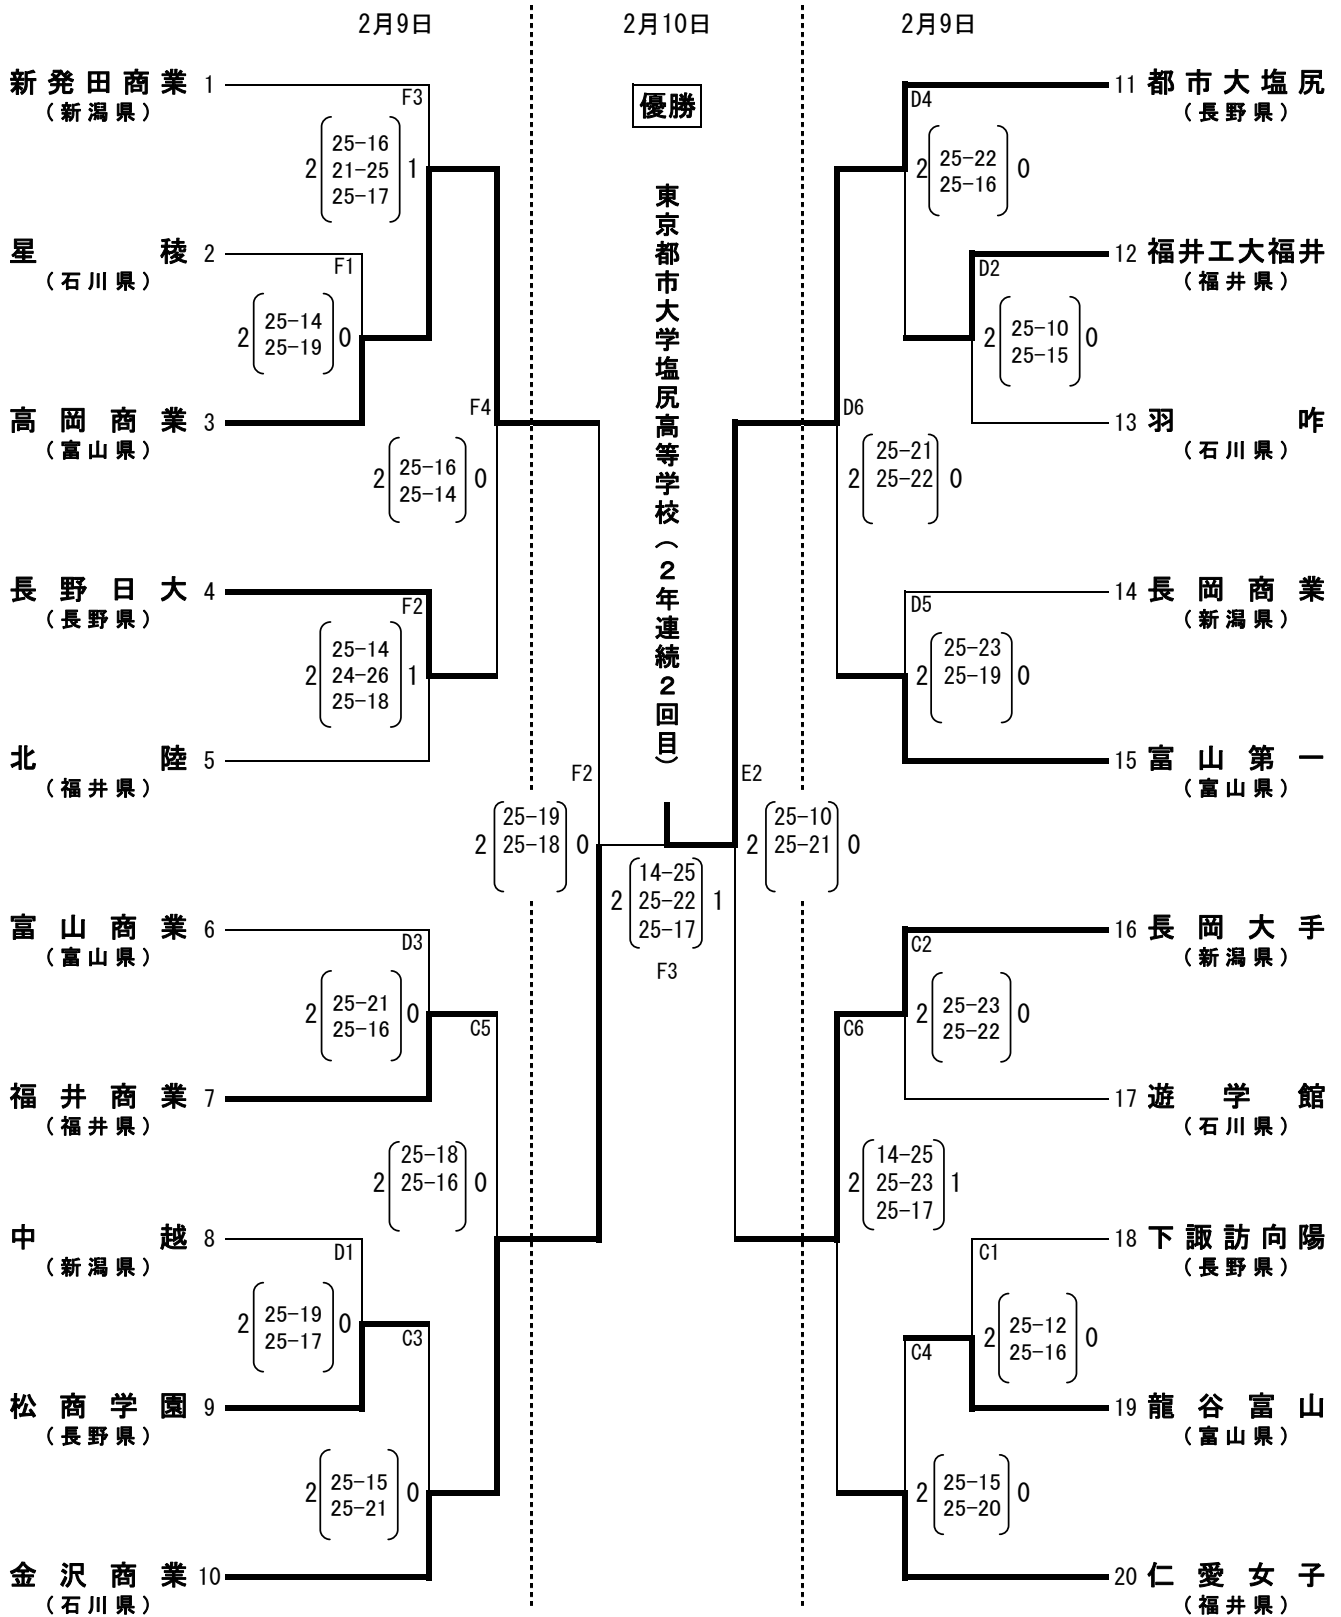 2月9日
2月10日
2月9日
優勝
東京都市大学塩尻高等学校（２年連続２回目）
新発田商業 1
（新潟県）
F3
2 25-16 1
21-25
25-17
星稜 2
（石川県）
F1
2 25-14 0
25-19
高岡商業 3
（富山県）
F4
2 25-16 0
25-14
長野日大 4
（長野県）
F2
2 25-14 1
24-26
25-18
北陸 5
（福井県）
F2
2 25-19 0
25-18
富山商業 6
（富山県）
D3
2 25-21 0
25-16
C5
福井商業 7
（福井県）
2 25-18 0
25-16
中越 8
（新潟県）
D1
2 25-19 0
25-17
C3
松商学園 9
（長野県）
2 25-15 0
25-21
金沢商業 10
（石川県）
2 14-25 1
25-22
25-17
F3
11 都市大塩尻
（長野県）
D4
2 25-22 0
25-16
12 福井工大福井
（福井県）
D2
2 25-10 0
25-15
13 羽咋
（石川県）
D6
2 25-21 0
25-22
14 長岡商業
（新潟県）
D5
2 25-23 0
25-19
15 富山第一
（富山県）
E2
2 25-10 0
25-21
16 長岡大手
（新潟県）
C2
2 25-23 0
25-22
C6
17 遊学館
（石川県）
2 14-25 1
25-23
25-17
18 下諏訪向陽
（長野県）
C1
2 25-12 0
25-16
C4
19 龍谷富山
（富山県）
2 25-15 0
25-20
20 仁愛女子
（福井県）